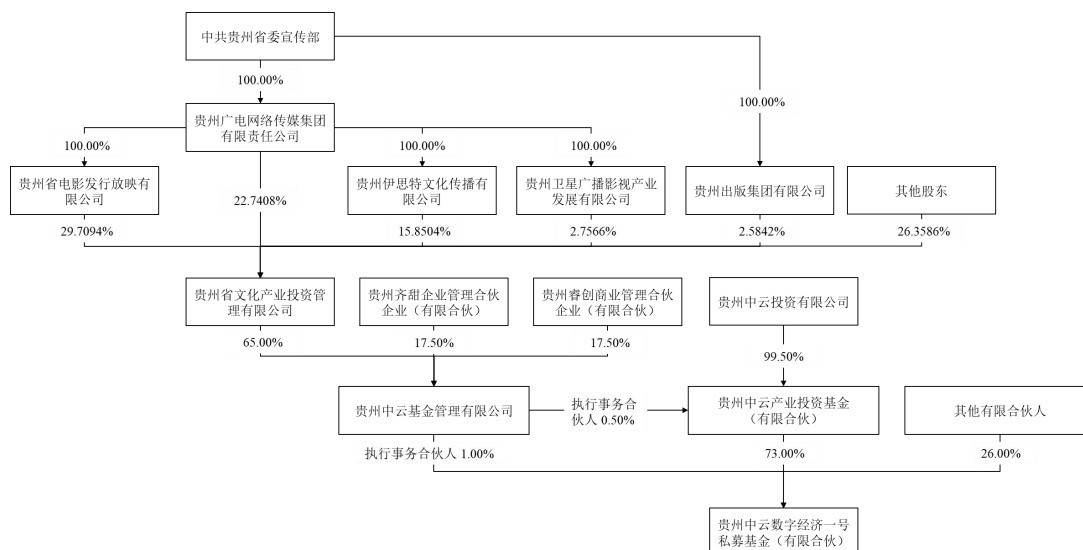 中共贵州省委宣传部
100.00%
100.00%
贵州广电网络传媒集团
有限责任公司
100.00%
100.00%
100.00%
贵州省电影发行放映有
限公司
22.7408%
贵州伊思特文化传播有
限公司
贵州卫星广播影视产业
发展有限公司
贵州出版集团有限公司
其他股东
29.7094%
15.8504%
2.7566%
2.5842%
26.3586%
贵州省文化产业投资管
理有限公司
贵州齐甜企业管理合伙
企业（有限合伙）
贵州睿创商业管理合伙
企业（有限合伙）
贵州中云投资有限公司
65.00%
17.50%
17.50%
99.50%
贵州中云基金管理有限公司
执行事务合
伙人 0.50%
贵州中云产业投资基金
（有限合伙）
其他有限合伙人
执行事务合伙人 1.00%
73.00%
26.00%
贵州中云数字经济一号
私募基金（有限合伙）